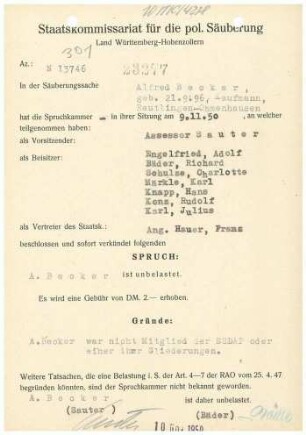 Staatskommissariat für die pol. Säuberung
Land Württemberg-Hohenzollern
301
Az.:
N 13746
23277
In der Säuberungssache
Alfred Becker,
geb. 21.9.96, Kaufmann,
Reutlingen-Ohmenhausen
hat die Spruchkammer – in ihrer Sitzung am 9.11.50, an welcher
teilgenommen haben:
als Vorsitzender:
Assessor Sauter
als Beisitzer:
Engelfried, Adolf
Bäder, Richard
Schulze, Charlotte
Märkle, Karl
Knapp, Hans
Konz, Rudolf
Karl, Julius
als Vertreter des Staatsk.:
Ang. Hauer, Franz
beschlossen und sofort verkündet folgenden
SPRUCH:
A. Becker ist unbelastet.
Es wird eine Gebühr von DM. 2.— erhoben.
Gründe:
A. Becker war nicht Mitglied der NSDAP oder
einer ihrer Gliederungen.
Weitere Tatsachen, die eine Belastung i. S. der Art. 4—7 der RAO vom 25. 4. 47
begründen könnten, sind der Spruchkammer nicht bekannt geworden.
A. Becker
ist daher unbelastet.
(Sauter)
(Bäder)